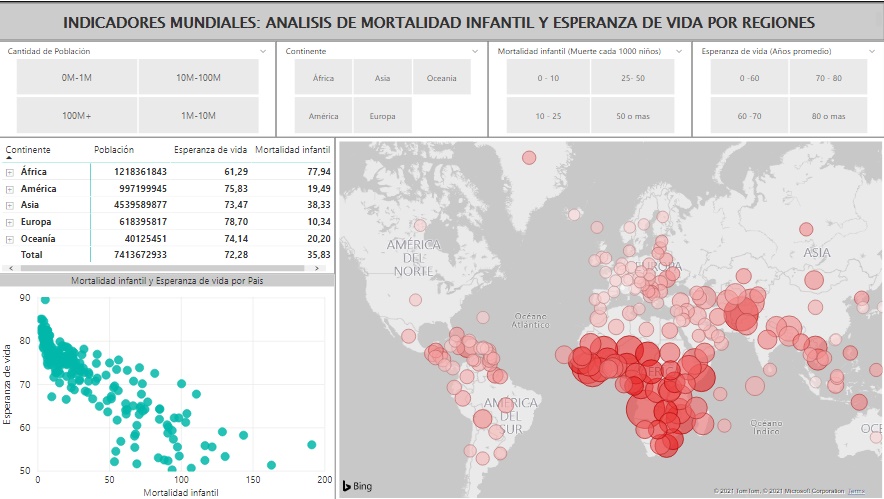 INDICADORES MUNDIALES: ANALISIS DE MORTALIDAD INFANTIL Y ESPERANZA DE VIDA POR REGIONES
Cantidad de Población
0M-1M 10M-100M
100M+ 1M-10M
Continente
África Asia Oceania
América Europa
Mortalidad infantil (Muerte cada 1000 niños)
0 - 10 25- 50
10 - 25 50 o mas
Esperanza de vida (Años promedio)
0 -60 70 - 80
60 -70 80 o mas
Continente Población Esperanza de vida Mortalidad infantil
África 1218361843 61,29 77,94
América 997199945 75,83 19,49
Asia 4539589877 73,47 38,33
Europa 618395817 78,70 10,34
Oceanía 40125451 74,14 20,20
Total 7413672933 72,28 35,83
Mortalidad infantil y Esperanza de vida por Pais
Esperanza de vida
90
80
70
60
50
0 50 100 150 200
Mortalidad infantil
AMÉRICA
DEL
NORTE
EUROPA
ASIA
Océano
Atlántico
AMÉRICA
DEL
SUR
Océano
Índico
OCE
Bing
© 2021 TomTom, © 2021 Microsoft Corporation Terms